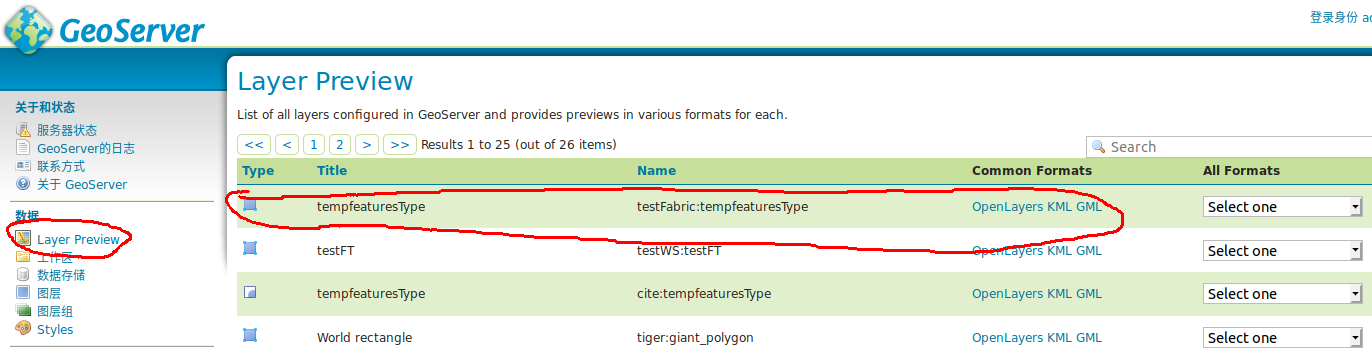 GeoServer
登录身份 ad
关于和状态
服务器状态
GeoServer的日志
联系方式
关于 GeoServer
数据
Layer Preview
工作区
数据存储
图层
图层组
Styles
Layer Preview
List of all layers configured in GeoServer and provides previews in various formats for each.
<< < 1 2 > >> Results 1 to 25 (out of 26 items) Search
Type Title Name Common Formats All Formats
tempfeaturesType testFabric:tempfeaturesType OpenLayers KML GML Select one
testFT testWS:testFT OpenLayers KML GML Select one
tempfeaturesType cite:tempfeaturesType OpenLayers KML GML Select one
World rectangle tiger:giant_polygon OpenLayers KML GML Select one